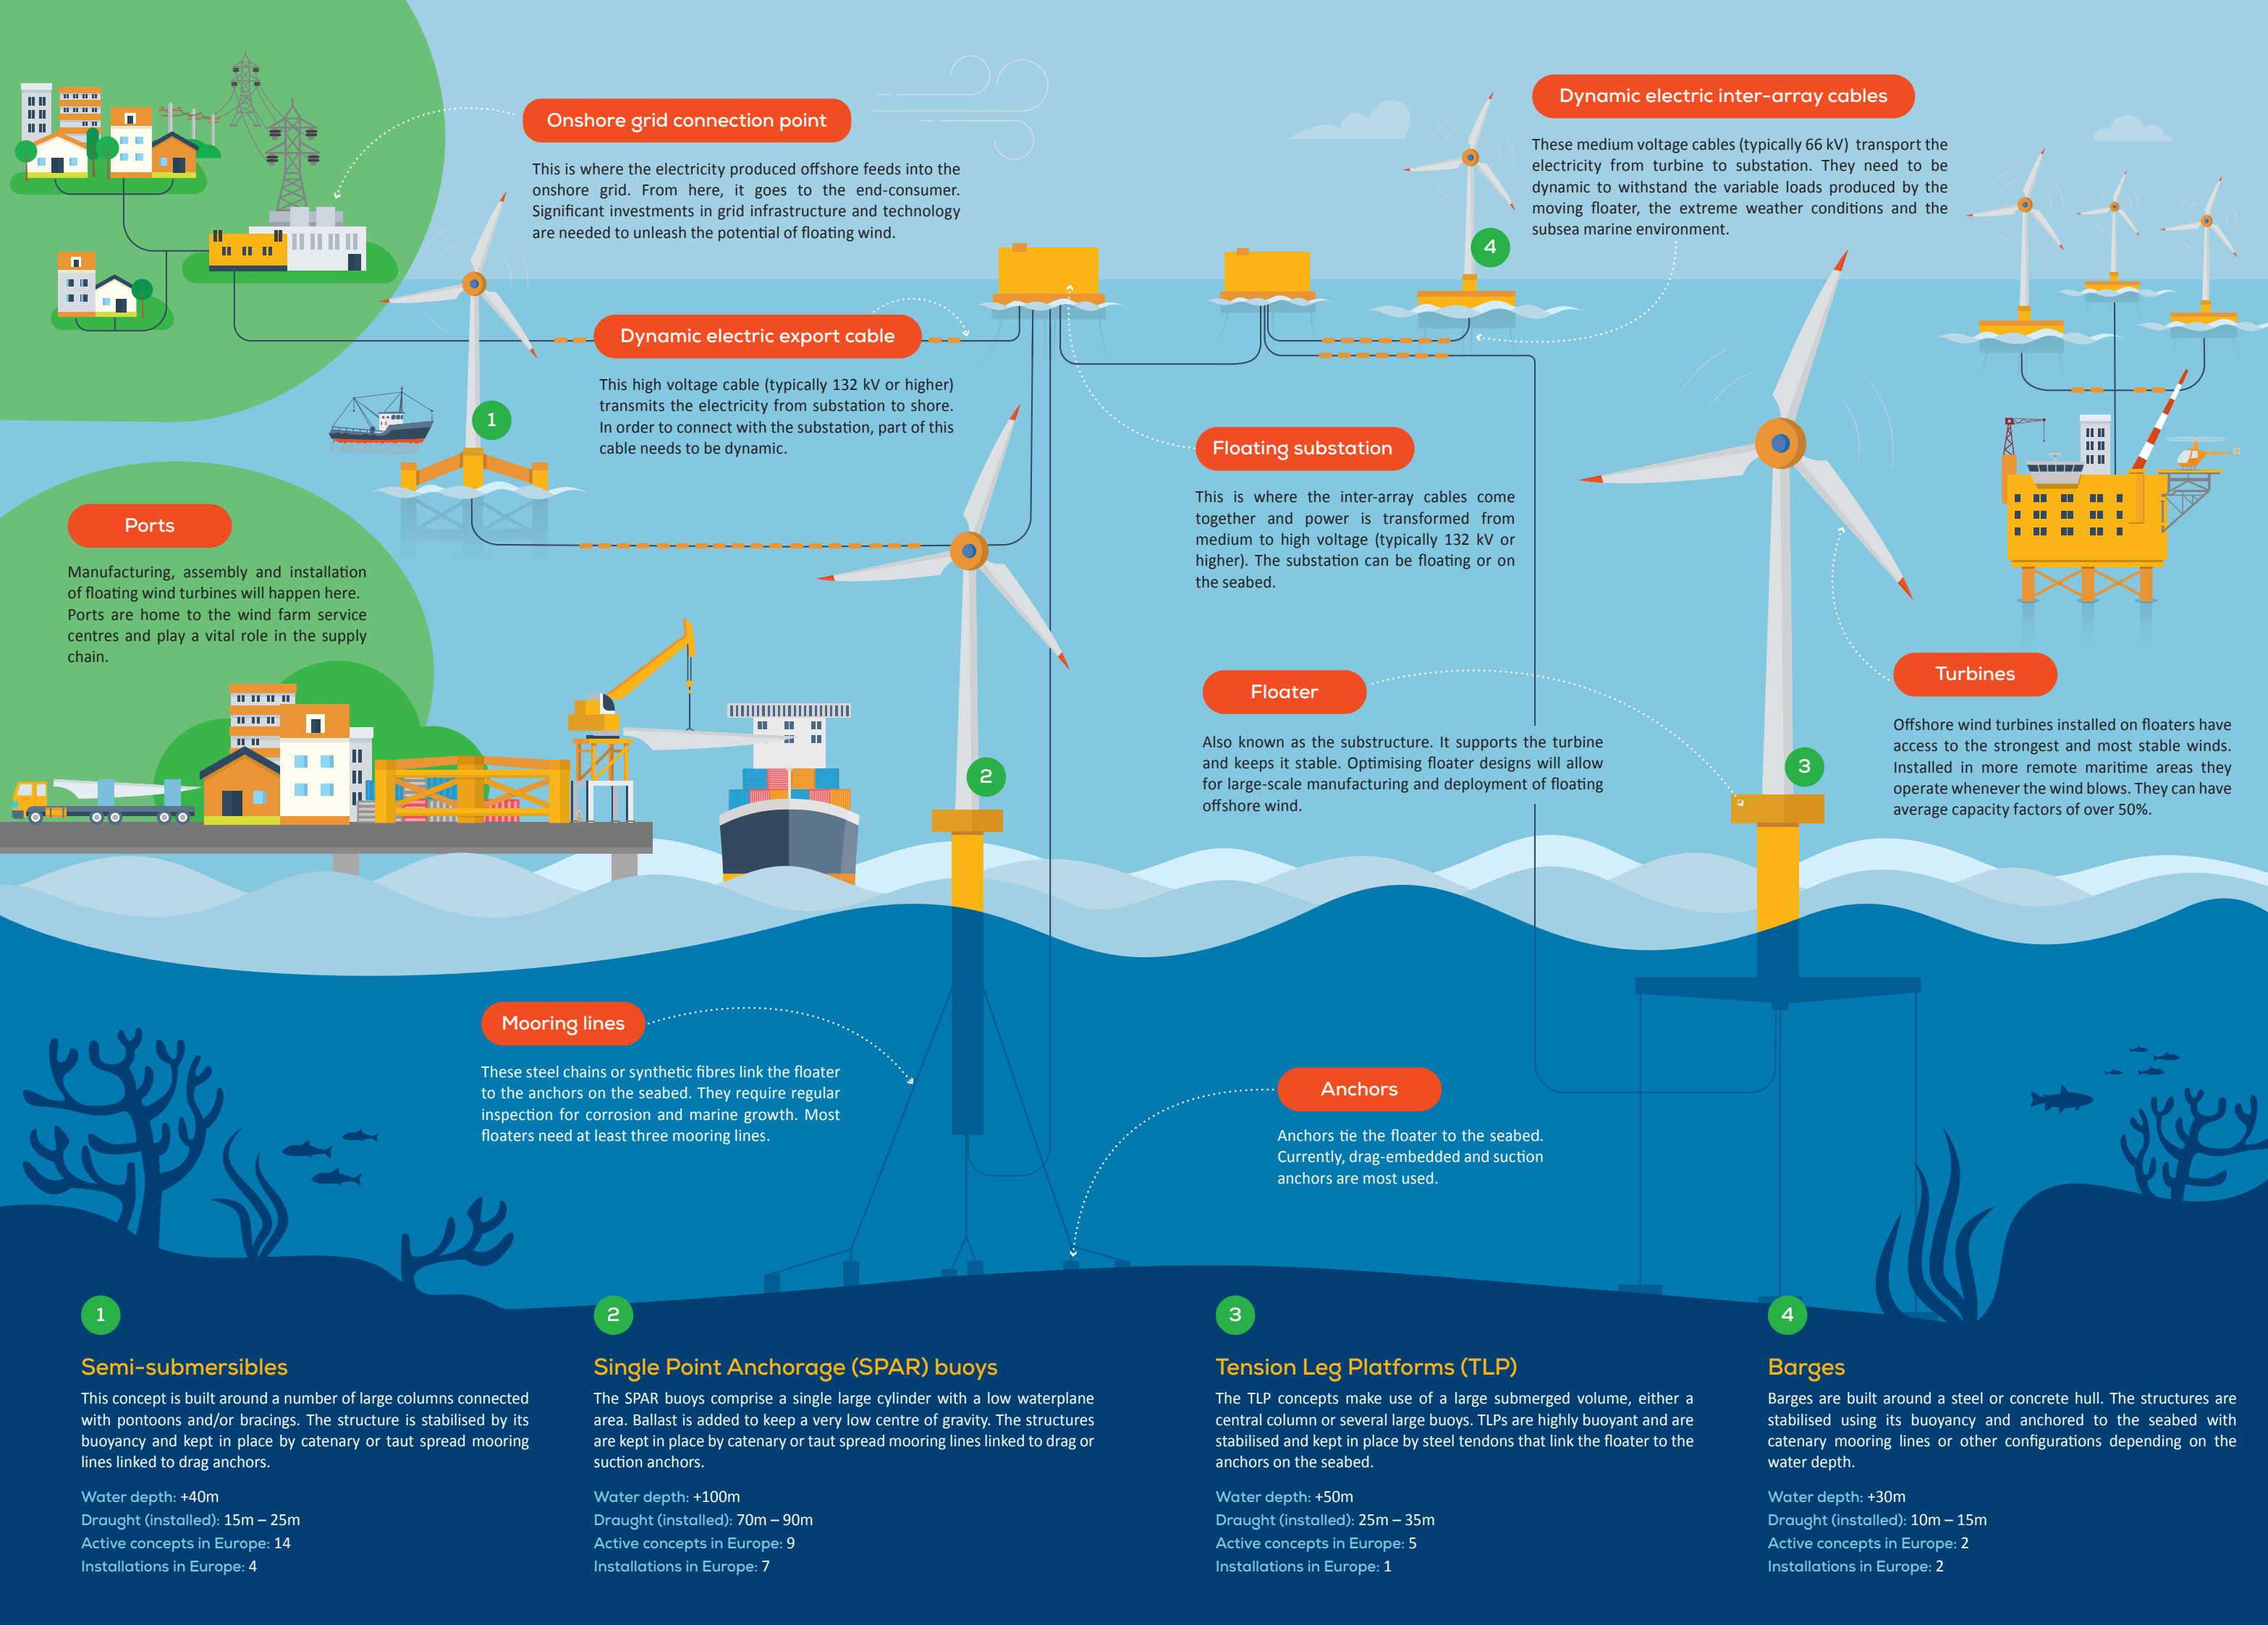 Onshore grid connection point
This is where the electricity produced offshore feeds into the
onshore grid. From here, it goes to the end-consumer.
Significant investments in grid infrastructure and technology
are needed to unleash the potential of floating wind.
Dynamic electric inter-array cables
These medium voltage cables (typically 66 kV) transport the
electricity from turbine to substation. They need to be
dynamic to withstand the variable loads produced by the
moving floater, the extreme weather conditions and the
subsea marine environment.
4
Dynamic electric export cable
This high voltage cable (typically 132 kV or higher)
transmits the electricity from substation to shore.
In order to connect with the substation, part of this
cable needs to be dynamic.
1
Floating substation
This is where the inter-array cables come
together and power is transformed from
medium to high voltage (typically 132 kV or
higher). The substation can be floating or on
the seabed.
Ports
Manufacturing, assembly and installation
of floating wind turbines will happen here.
Ports are home to the wind farm service
centres and play a vital role in the supply
chain.
Floater
Also known as the substructure. It supports the turbine
and keeps it stable. Optimising floater designs will allow
for large-scale manufacturing and deployment of floating
offshore wind.
Turbines
Offshore wind turbines installed on floaters have
access to the strongest and most stable winds.
Installed in more remote maritime areas they
operate whenever the wind blows. They can have
average capacity factors of over 50%.
2
3
Mooring lines
These steel chains or synthetic fibres link the floater
to the anchors on the seabed. They require regular
inspection for corrosion and marine growth. Most
floaters need at least three mooring lines.
Anchors
Anchors tie the floater to the seabed.
Currently, drag-embedded and suction
anchors are most used.
1
Semi-submersibles
This concept is built around a number of large columns connected
with pontoons and/or bracings. The structure is stabilised by its
buoyancy and kept in place by catenary or taut spread mooring
lines linked to drag anchors.
Water depth: +40m
Draught (installed): 15m – 25m
Active concepts in Europe: 14
Installations in Europe: 4
2
Single Point Anchorage (SPAR) buoys
The SPAR buoys comprise a single large cylinder with a low waterplane
area. Ballast is added to keep a very low centre of gravity. The structures
are kept in place by catenary or taut spread mooring lines linked to drag or
suction anchors.
Water depth: +100m
Draught (installed): 70m – 90m
Active concepts in Europe: 9
Installations in Europe: 7
3
Tension Leg Platforms (TLP)
The TLP concepts make use of a large submerged volume, either a
central column or several large buoys. TLPs are highly buoyant and are
stabilised and kept in place by steel tendons that link the floater to the
anchors on the seabed.
Water depth: +50m
Draught (installed): 25m – 35m
Active concepts in Europe: 5
Installations in Europe: 1
4
Barges
Barges are built around a steel or concrete hull. The structures are
stabilised using its buoyancy and anchored to the seabed with
catenary mooring lines or other configurations depending on the
water depth.
Water depth: +30m
Draught (installed): 10m – 15m
Active concepts in Europe: 2
Installations in Europe: 2